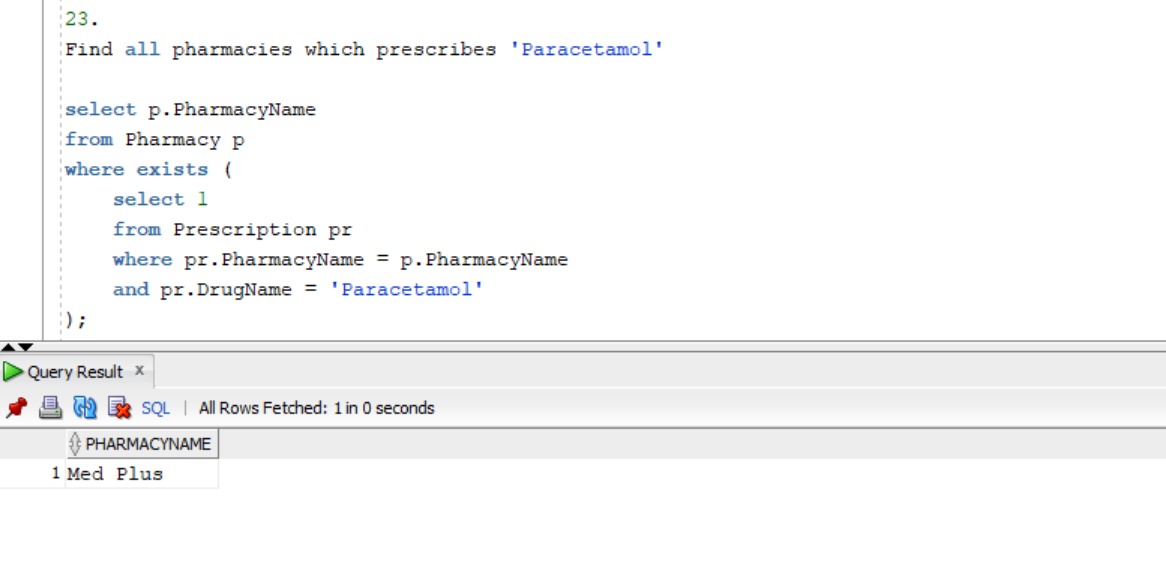 23.
Find all pharmacies which prescribes 'Paracetamol'
select p.PharmacyName
from Pharmacy p
where exists (
select 1
from Prescription pr
where pr.PharmacyName = p.PharmacyName
and pr.DrugName = 'Paracetamol'
);
Query Result x
SQL | All Rows Fetched: 1 in 0 seconds
PHARMACYNAME
1 Med Plus